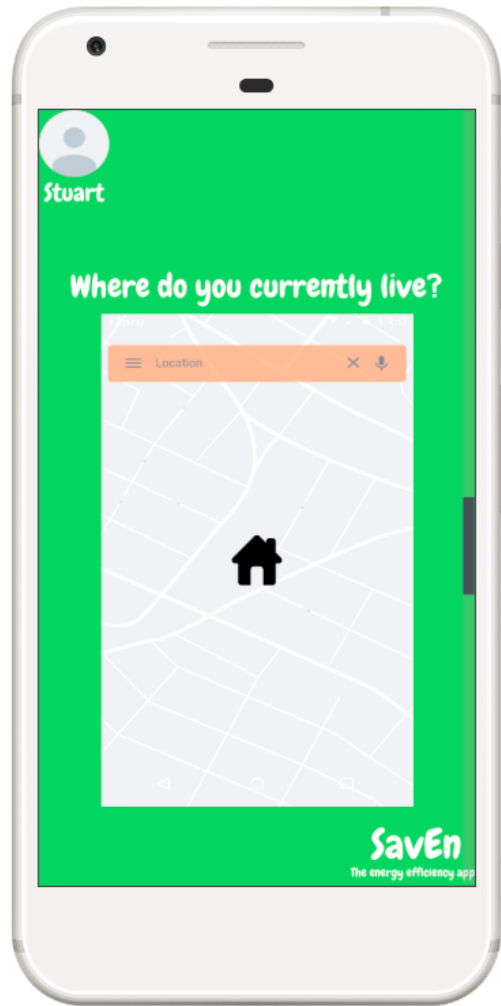 Stuart
Where do you currently live?
Location
SavEn
The energy efficiency app